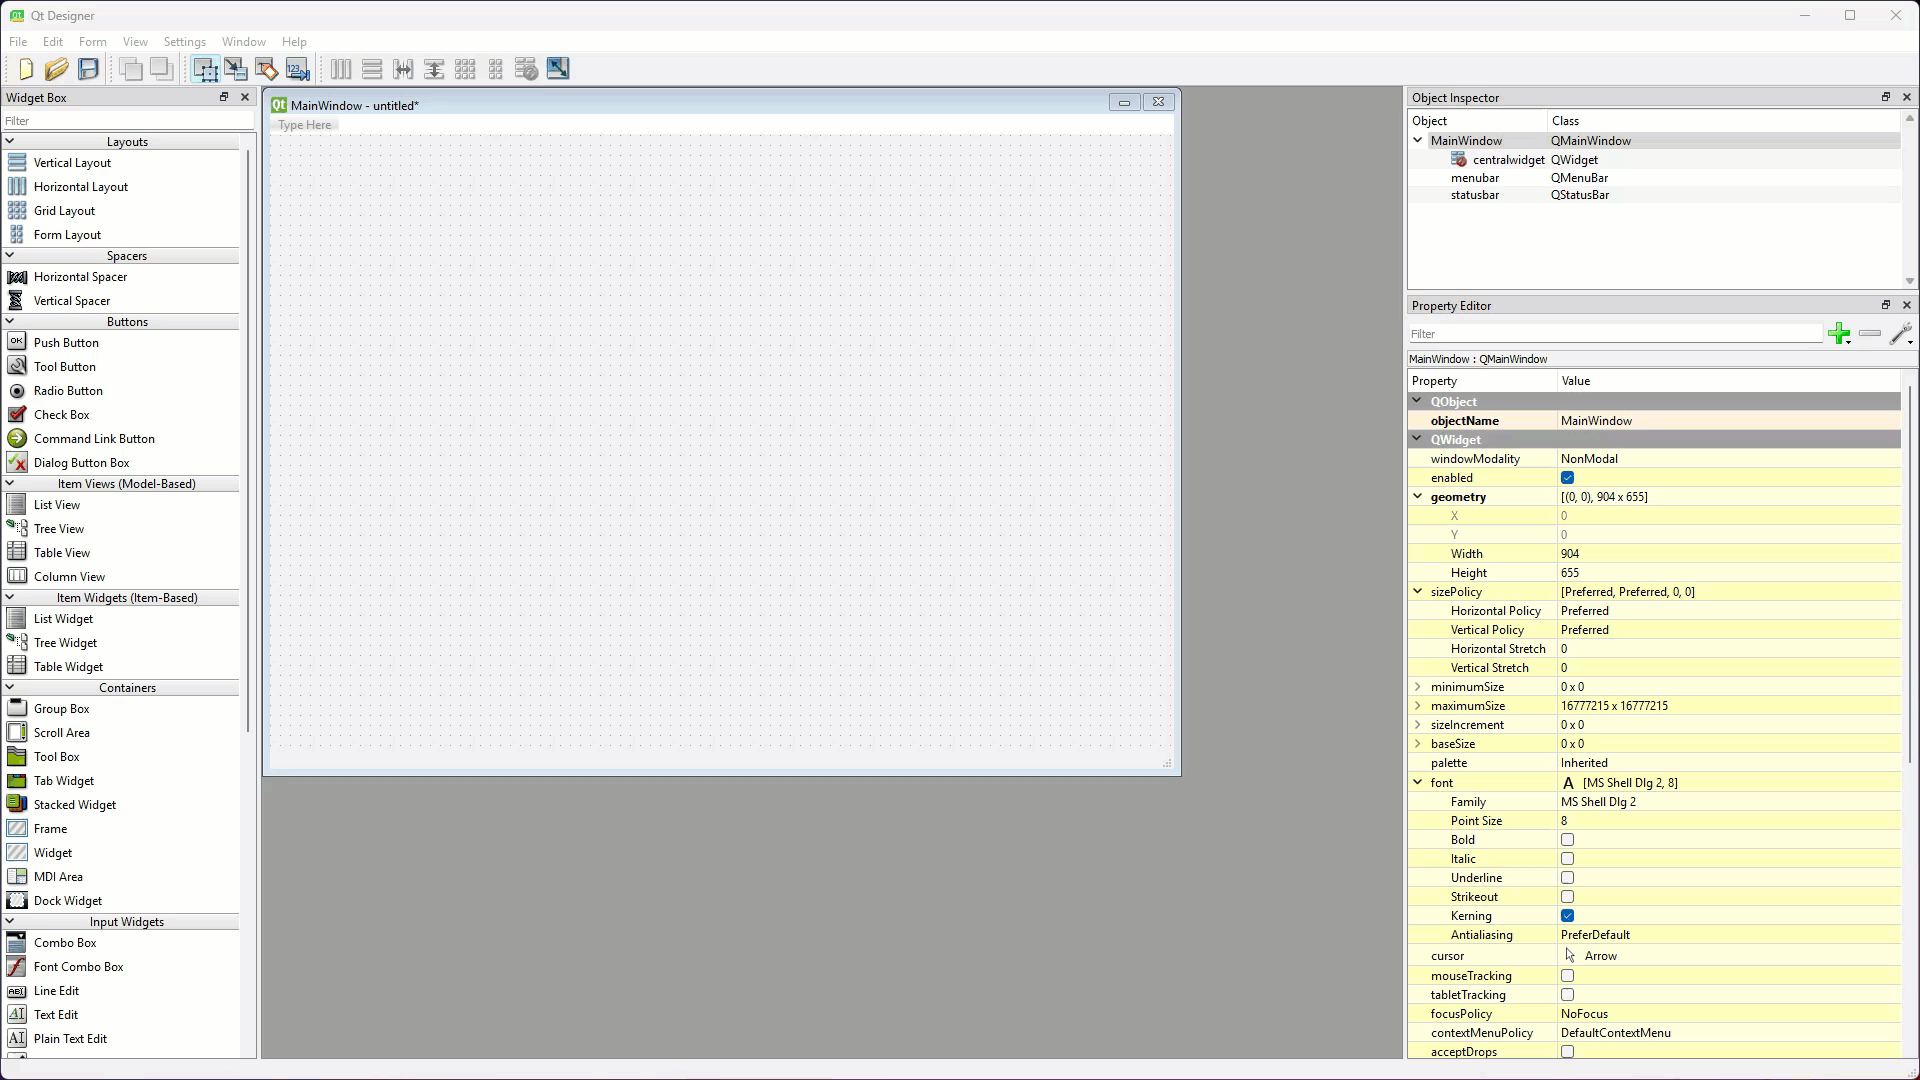 Qt Designer
File Edit Form View Settings Window Help
Widget Box
Filter
Layouts
Vertical Layout
Horizontal Layout
Grid Layout
Form Layout
Spacers
Horizontal Spacer
Vertical Spacer
Buttons
Push Button
Tool Button
Radio Button
Check Box
Command Link Button
Dialog Button Box
Item Views (Model-Based)
List View
Tree View
Table View
Column View
Item Widgets (Item-Based)
List Widget
Tree Widget
Table Widget
Containers
Group Box
Scroll Area
Tool Box
Tab Widget
Stacked Widget
Frame
Widget
MDI Area
Dock Widget
Input Widgets
Combo Box
Font Combo Box
Line Edit
Text Edit
Plain Text Edit
MainWindow - untitled*
Type Here
Object Inspector
Object Class
MainWindow QMainWindow
centralwidget QWidget
menubar QMenuBar
statusbar QStatusBar
Property Editor
Filter
MainWindow : QMainWindow
Property Value
QObject
objectName MainWindow
QWidget
windowModality NonModal
enabled
geometry [(0, 0), 904 x 655]
X 0
Y 0
Width 904
Height 655
sizePolicy [Preferred, Preferred, 0, 0]
Horizontal Policy Preferred
Vertical Policy Preferred
Horizontal Stretch 0
Vertical Stretch 0
minimumSize 0 x 0
maximumSize 16777215 x 16777215
sizeIncrement 0 x 0
baseSize 0 x 0
palette Inherited
font A [MS Shell Dlg 2, 8]
Family MS Shell Dlg 2
Point Size 8
Bold
Italic
Underline
Strikeout
Kerning
Antialiasing PreferDefault
cursor Arrow
mouseTracking
tabletTracking
focusPolicy NoFocus
contextMenuPolicy DefaultContextMenu
acceptDrops